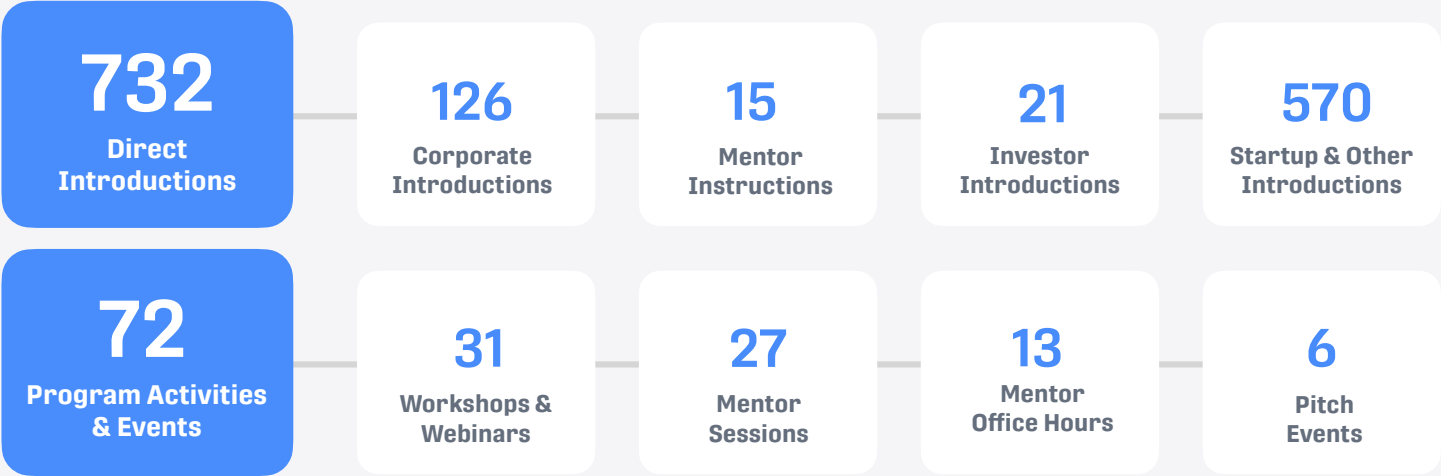 732
Direct
Introductions
126
Corporate
Introductions
15
Mentor
Instructions
21
Investor
Introductions
570
Startup & Other
Introductions
72
Program Activities
& Events
31
Workshops &
Webinars
27
Mentor
Sessions
13
Mentor
Office Hours
6
Pitch
Events